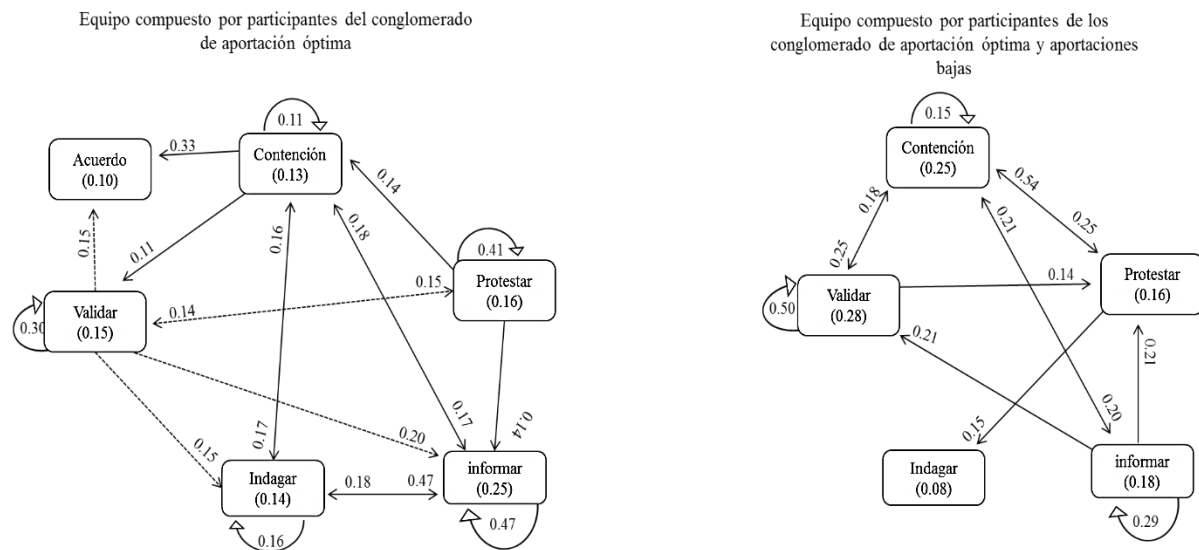 Equipo compuesto por participantes del conglomerado
de aportación óptima
0.11
Acuerdo
(0.10)
0.33
Contención
(0.13)
0.14
0.15
0.11
0.16
0.18
0.41
Protestar
(0.16)
0.15
0.14
Validar
(0.15)
0.30
0.15
0.20
0.17
0.17
0.14
Indagar
(0.14)
0.18
0.47
informar
(0.25)
0.16
0.47
Equipo compuesto por participantes de los
conglomerado de aportación óptima y aportaciones
bajas
0.15
Contención
(0.25)
0.54
0.18
0.21
0.25
0.25
Validar
(0.28)
0.50
0.14
Protestar
(0.16)
0.21
0.21
0.15
0.20
Indagar
(0.08)
informar
(0.18)
0.29